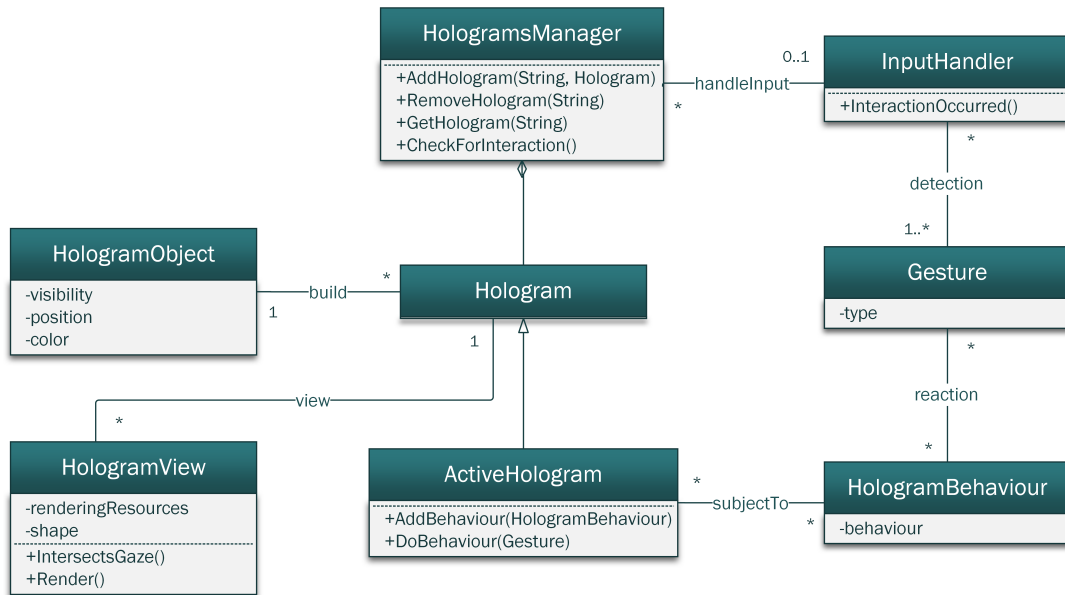 HologramsManager
+AddHologram(String, Hologram)
+RemoveHologram(String)
+GetHologram(String)
+CheckForInteraction()
0..1
handleInput
*
InputHandler
+InteractionOccurred()
*
detection
1..*
HologramObject
-visibility
-position
-color
*
build
1
Hologram
Gesture
-type
1
*
view
*
reaction
*
HologramView
-renderingResources
-shape
+IntersectsGaze()
+Render()
ActiveHologram
+AddBehaviour(HologramBehaviour)
+DoBehaviour(Gesture)
*
subjectTo
*
HologramBehaviour
-behaviour